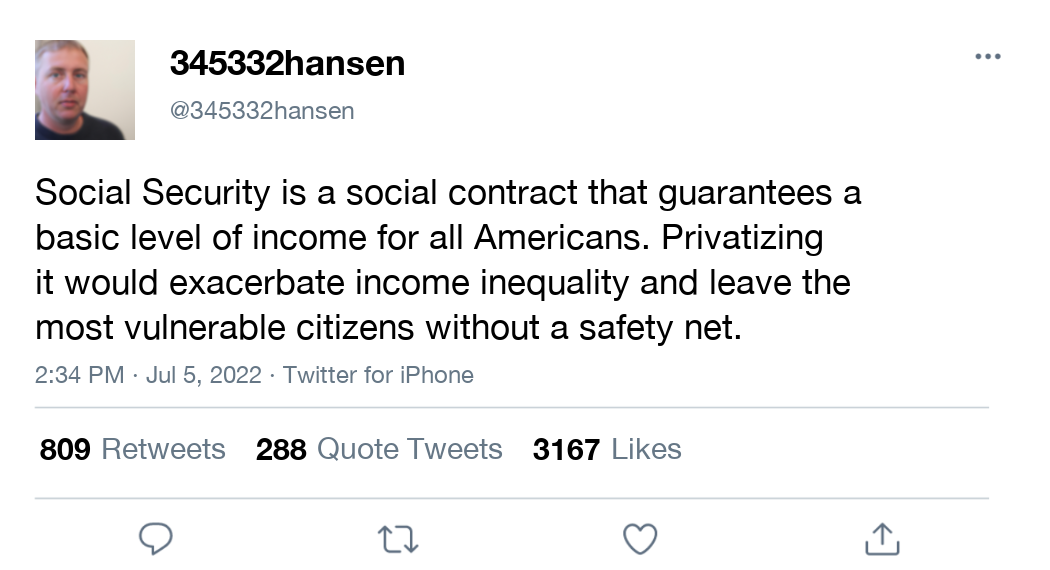 345332hansen
@345332hansen
Social Security is a social contract that guarantees a
basic level of income for all Americans. Privatizing
it would exacerbate income inequality and leave the
most vulnerable citizens without a safety net.
2:34 PM · Jul 5, 2022 · Twitter for iPhone
809 Retweets 288 Quote Tweets 3167 Likes